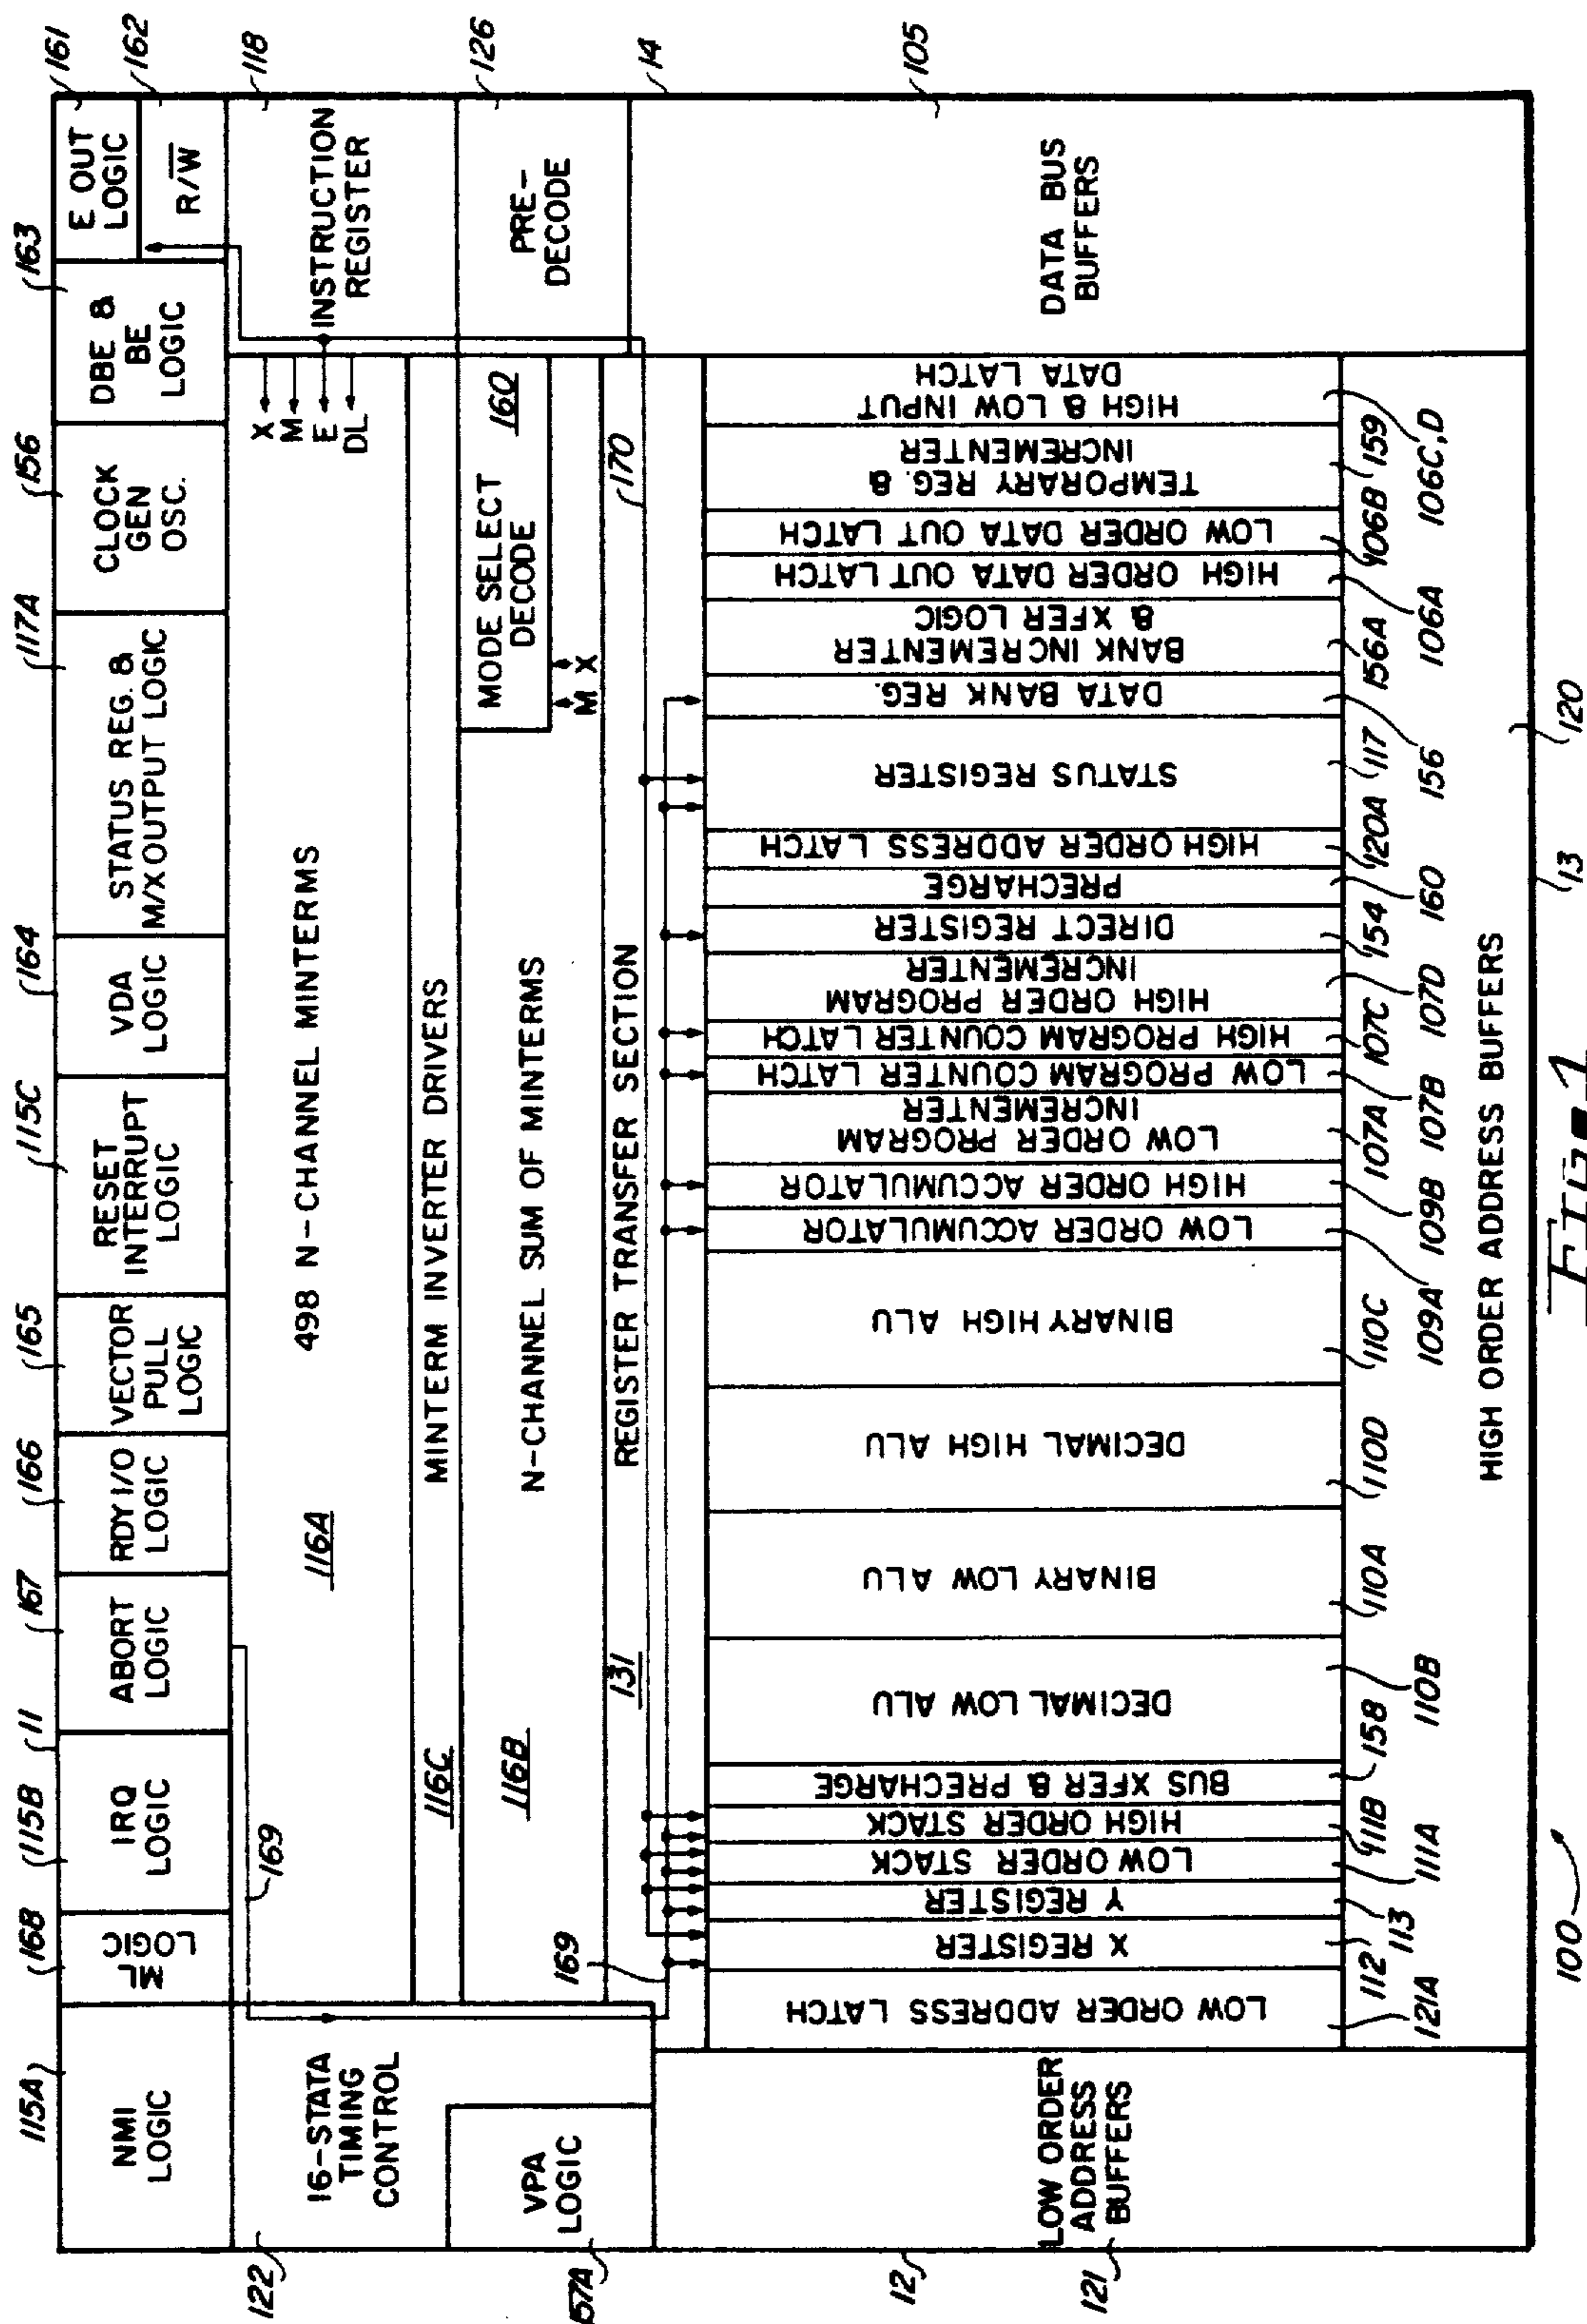 115A
168
115B
11
167
166
165
115C
164
117A
156
163
161
162
118
126
14
105
NMI
LOGIC
ML
LOGIC
IRQ
LOGIC
ABORT
LOGIC
RDY I/O
LOGIC
VECTOR
PULL
LOGIC
RESET
INTERRUPT
LOGIC
VDA
LOGIC
STATUS REG. &
M/X OUTPUT LOGIC
CLOCK
GEN
OSC.
DBE &
BE
LOGIC
E OUT
LOGIC
R/W
122
16-STATA
TIMING
CONTROL
169
116A
498 N-CHANNEL MINTERMS
X
M
E
DL
INSTRUCTION
REGISTER
116C
MINTERM INVERTER DRIVERS
157A
VPA
LOGIC
116B
N-CHANNEL SUM OF MINTERMS
MODE SELECT
DECODE
160
M X
PRE-
DECODE
169
131
REGISTER TRANSFER SECTION
170
12
121
LOW ORDER
ADDRESS
BUFFERS
LOW ORDER ADDRESS LATCH
X REGISTER
Y REGISTER
LOW ORDER STACK
HIGH ORDER STACK
BUS XFER & PRECHARGE
DECIMAL LOW ALU
BINARY LOW ALU
DECIMAL HIGH ALU
BINARY HIGH ALU
LOW ORDER ACCUMULATOR
HIGH ORDER ACCUMULATOR
LOW ORDER PROGRAM
INCREMENTER
LOW PROGRAM COUNTER LATCH
HIGH PROGRAM COUNTER LATCH
HIGH ORDER PROGRAM
INCREMENTER
DIRECT REGISTER
PRECHARGE
HIGH ORDER ADDRESS LATCH
STATUS REGISTER
DATA BANK REG.
BANK INCREMENTER
& XFER LOGIC
HIGH ORDER DATA OUT LATCH
LOW ORDER DATA OUT LATCH
TEMPORARY REG. &
INCREMENTER
HIGH & LOW INPUT
DATA LATCH
DATA BUS
BUFFERS
121A
112
113
111A
111B
158
110B
110A
110D
110C
109A
109B
107A
107B
107C
107D
154
160
120A
117
156
156A
106A
106B
159
106C,D
HIGH ORDER ADDRESS BUFFERS
100
13
120
FIG-1